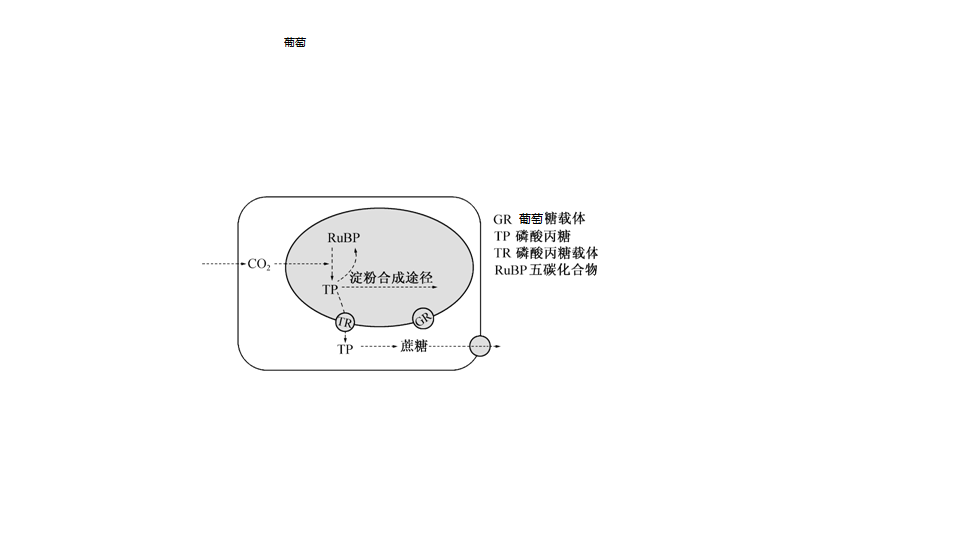 葡萄
GR 葡萄糖载体
TP 磷酸丙糖
TR 磷酸丙糖载体
RuBP 五碳化合物
RuBP
CO₂
淀粉合成途径
TP
TR
GR
TP
蔗糖